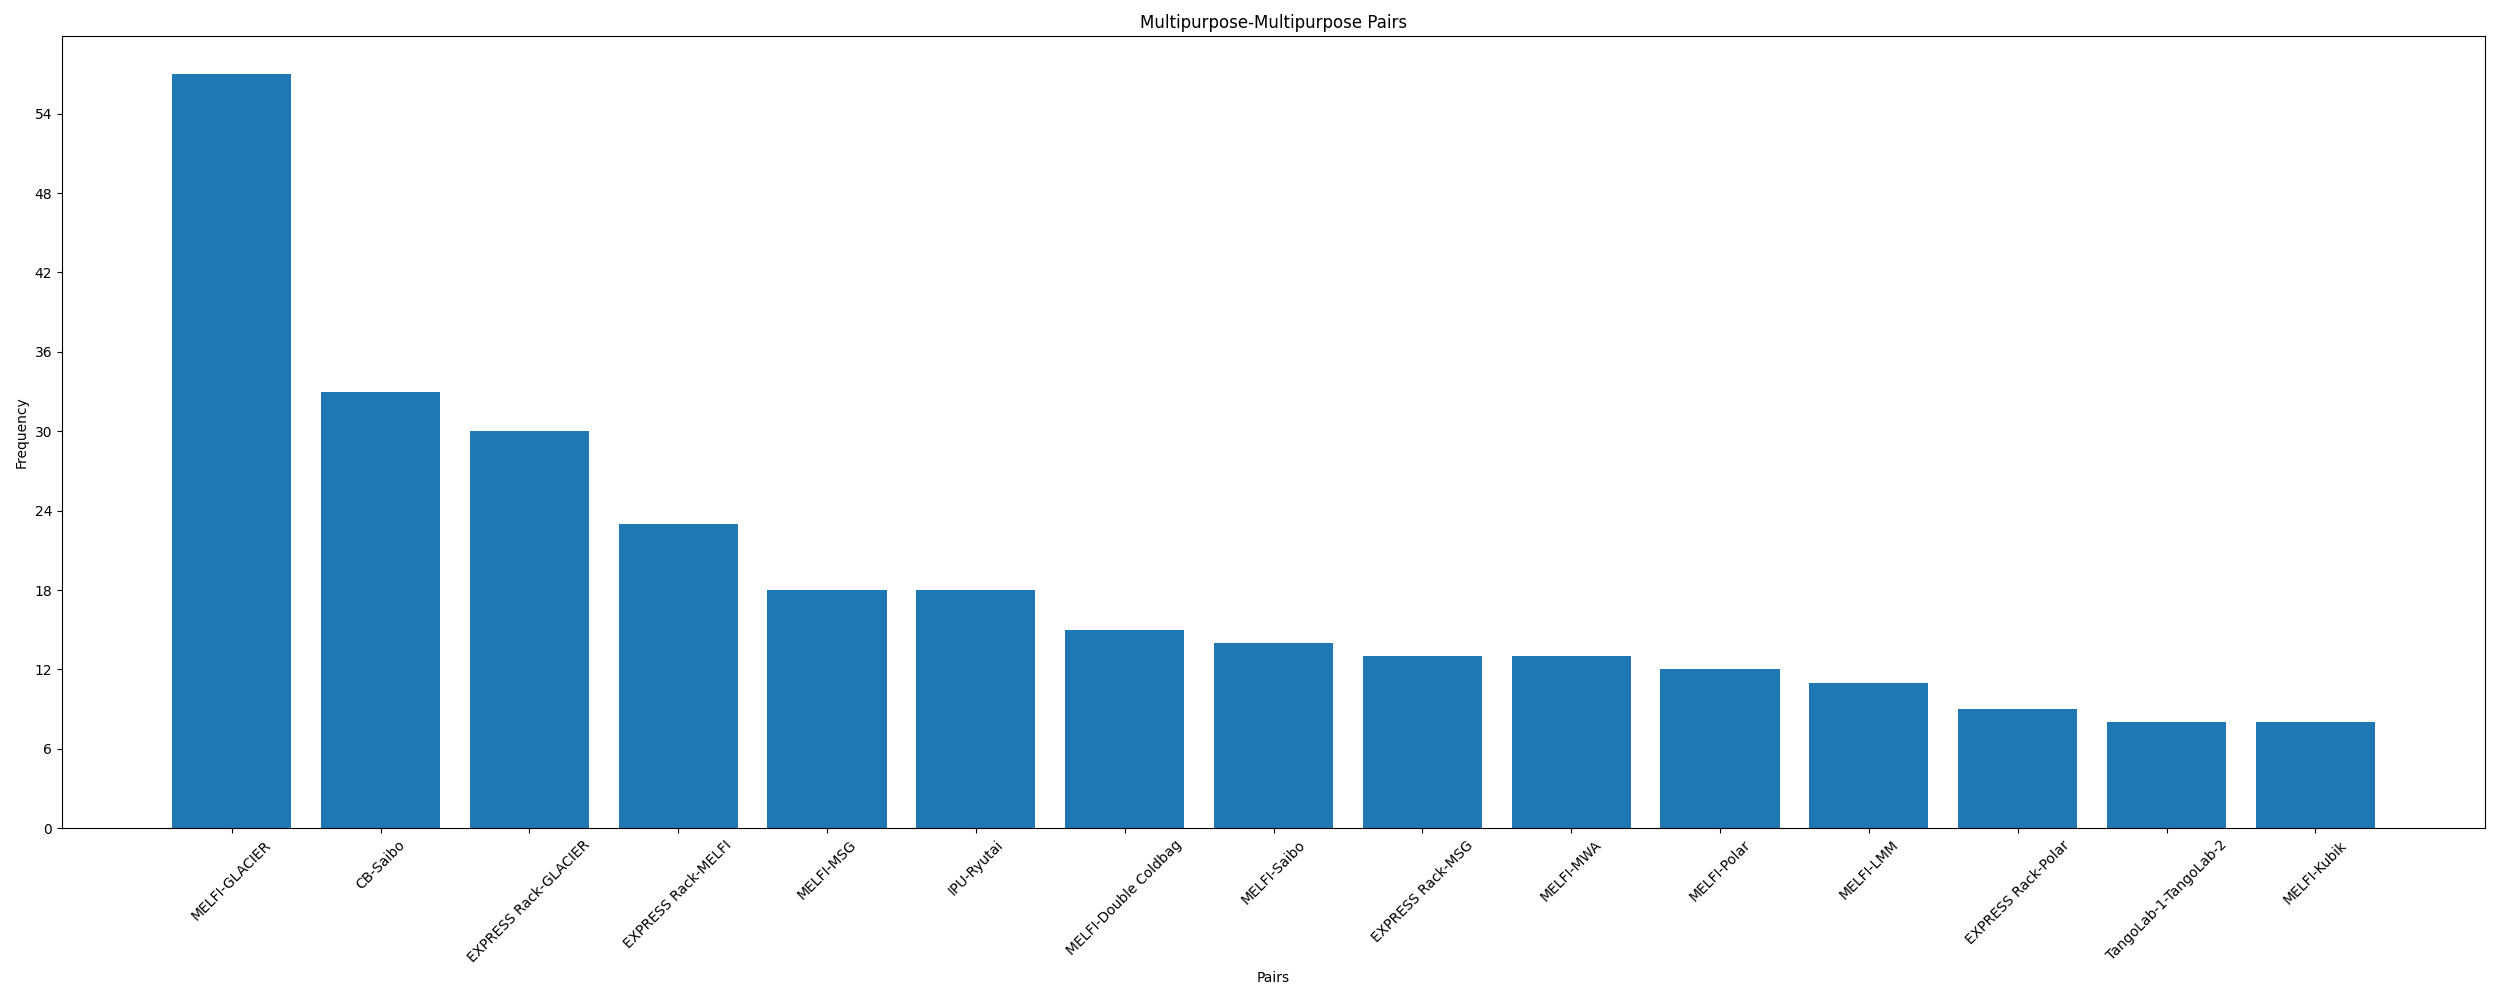 Multipurpose-Multipurpose Pairs
Frequency
54
48
42
36
30
24
18
12
6
0
MELFI-GLACIER
CB-Saibo
EXPRESS Rack-GLACIER
EXPRESS Rack-MELFI
MELFI-MSG
IPU-Ryutai
MELFI-Double Coldbag
MELFI-Saibo
EXPRESS Rack-MSG
MELFI-MWA
MELFI-Polar
MELFI-LMM
EXPRESS Rack-Polar
TangoLab-1-TangoLab-2
MELFI-Kubik
Pairs